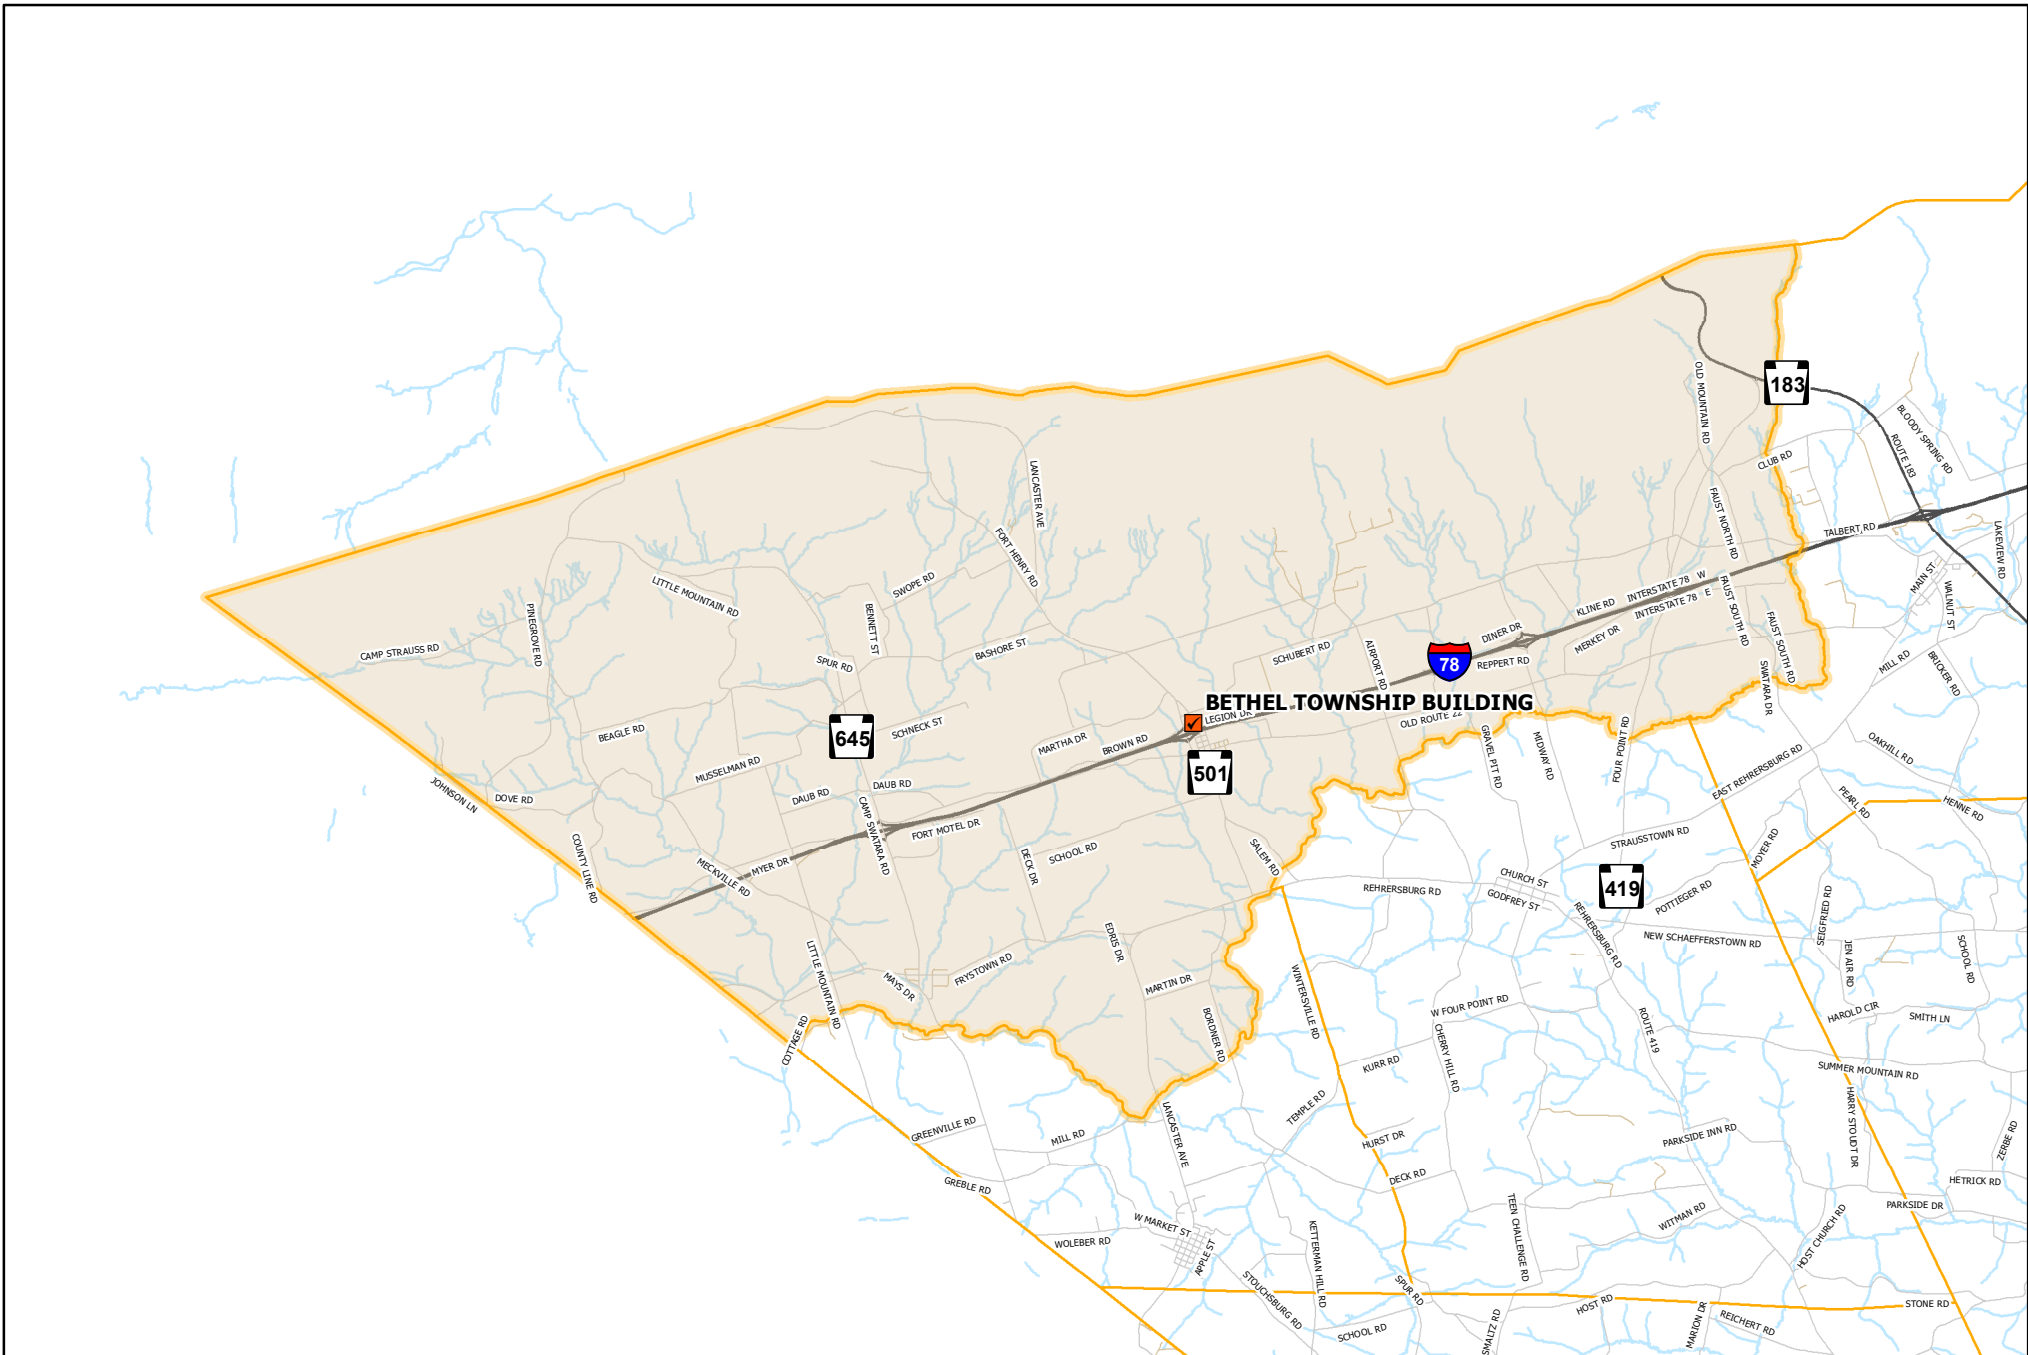 183
BLOODY SPRING RD
ROUTE 183
OLD MOUNTAIN RD
CLUB RD
LANCASTER AVE
FAUST NORTH RD
TALBERT RD
LAKEVIEW RD
FORT HENRY RD
SWOPE RD
LITTLE MOUNTAIN RD
KLINE RD
INTERSTATE 78 W
INTERSTATE 78 E
FAUST SOUTH RD
MAIN ST
WALNUT ST
PINEGROVE RD
BENNETT ST
CAMP STRAUSS RD
BASHORE ST
SPUR RD
SCHUBERT RD
AIRPORT RD
78
DINER DR
REPPERT RD
MERKEY DR
FAUST SOUTH RD
SWATARA DR
MILL RD
BRICKER RD
BETHEL TOWNSHIP BUILDING
LEGION DR
OLD ROUTE 22
BEAGLE RD
645
SCHNECK ST
MARTHA DR
BROWN RD
501
GRAVEL PIT RD
MIDWAY RD
FOUR POINT RD
OAKHILL RD
EAST REHRERSBURG RD
MUSSELMAN RD
DAUB RD
DAUB RD
JOHNSON LN
DOVE RD
CAMP SWATARA RD
FORT MOTEL DR
PEARL RD
HENNE RD
COUNTY LINE RD
MECKVILLE RD
MYER DR
DECK DR
SCHOOL RD
SALEM RD
STRAUSSTOWN RD
MOYER RD
REHRERSBURG RD
CHURCH ST
GODFREY ST
419
POTTIEGER RD
SEIGFRIED RD
REHRERSBURG RD
NEW SCHAEFFERSTOWN RD
EDRIS DR
LITTLE MOUNTAIN RD
MAYS DR
FRYSTOWN RD
MARTIN DR
WINTERSVILLE RD
JEN AIR RD
SCHOOL RD
COTTAGE RD
BORDNER RD
W FOUR POINT RD
CHERRY HILL RD
ROUTE 419
HAROLD CIR
SMITH LN
KURR RD
SUMMER MOUNTAIN RD
TEMPLE RD
LANCASTER AVE
HARRY STOUDT DR
GREENVILLE RD
MILL RD
HURST DR
PARKSIDE INN RD
ZERBE RD
GREBLE RD
DECK RD
HETRICK RD
PARKSIDE DR
W MARKET ST
WOLEBER RD
APPLE ST
KETTERMAN HILL RD
TEEN CHALLENGE RD
WITMAN RD
HOST CHURCH RD
STOUCHSBURG RD
SPUR RD
HOST RD
STONE RD
SCHOOL RD
SMALTZ RD
MARION DR
REICHERT RD